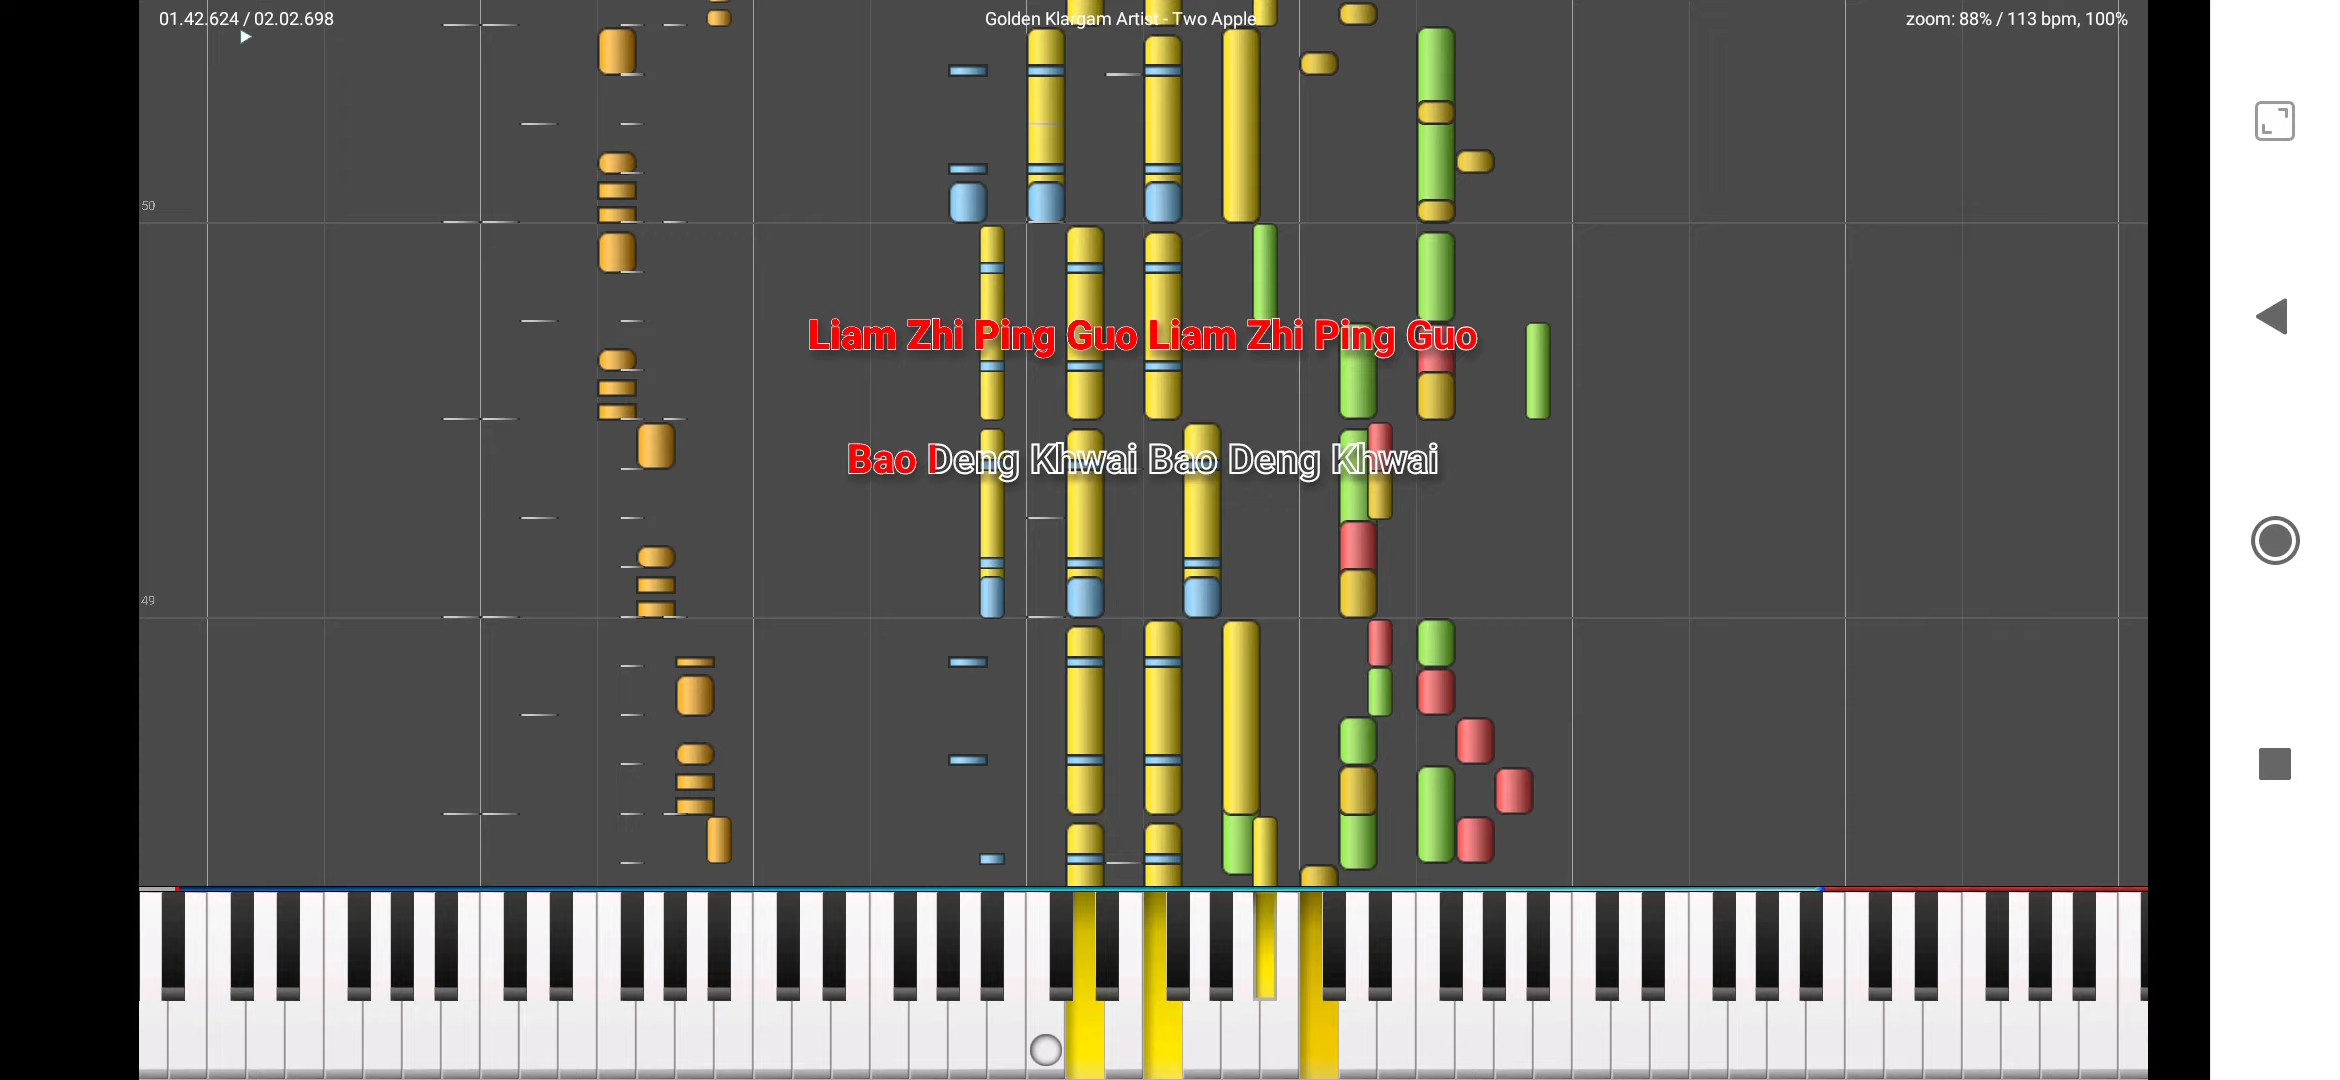 01.42.624 / 02.02.698
Golden Klargam Artist - Two Apple
zoom: 88% / 113 bpm, 100%
50
Liam Zhi Ping Guo Liam Zhi Ping Guo
Bao Deng Khwai Bao Deng Khwai
49